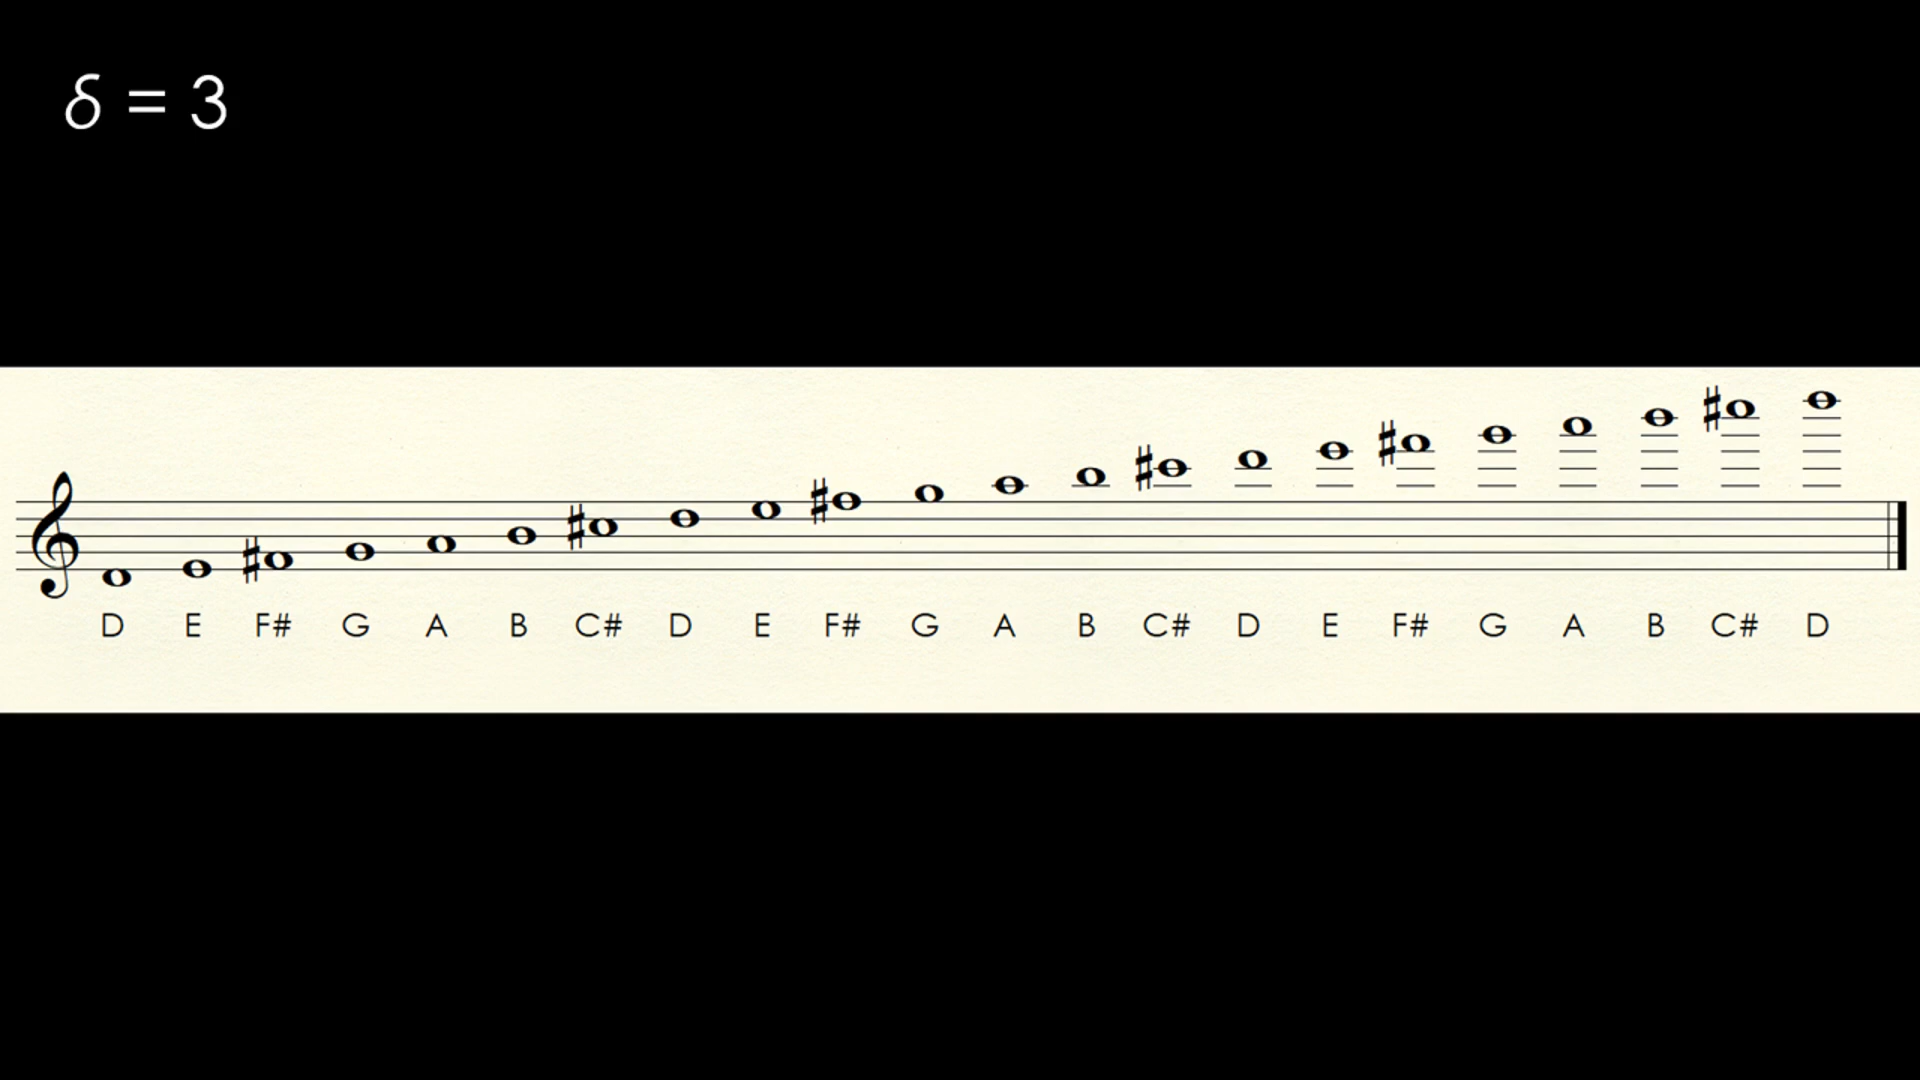 δ = 3
D E F# G A B C# D E F# G A B C# D E F# G A B C# D